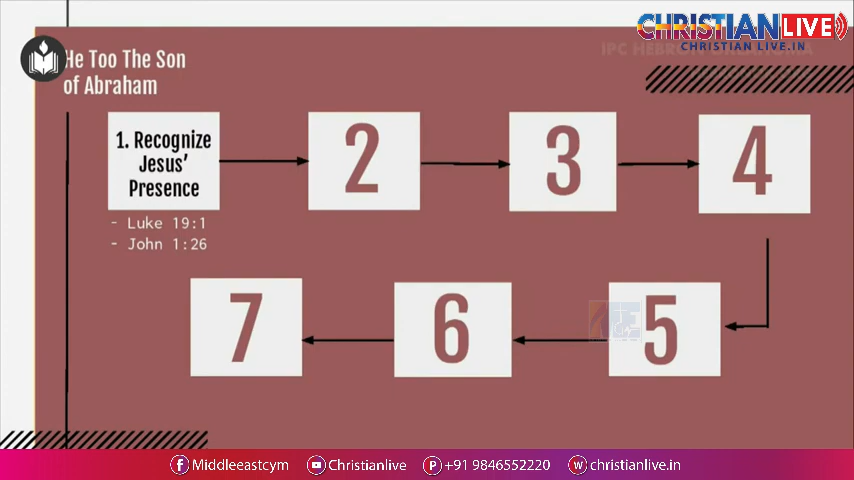 CHRISTIAN LIVE
CHRISTIAN LIVE.IN
He Too The Son
of Abraham
1. Recognize
Jesus’
Presence
- Luke 19:1
- John 1:26
2
3
4
5
6
7
Middleeastcym
Christianlive
+91 9846552220
christianlive.in